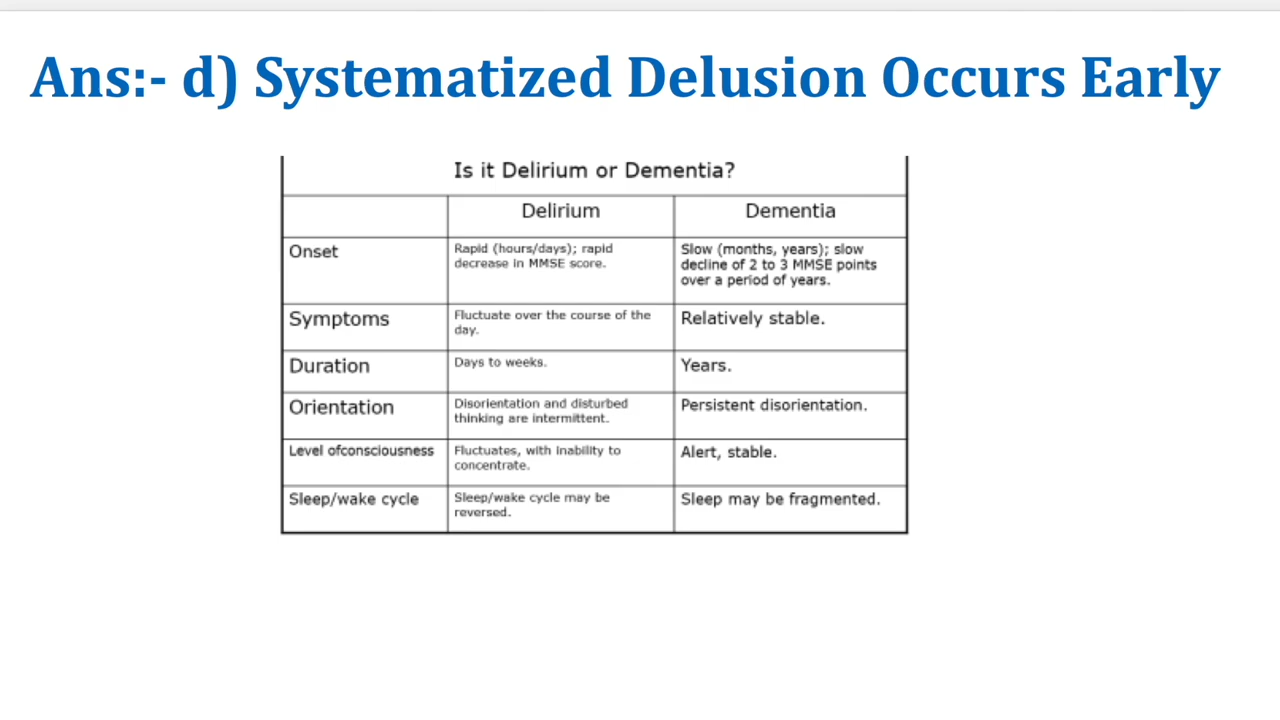 Ans:- d) Systematized Delusion Occurs Early
Is it Delirium or Dementia?
Delirium
Dementia
Onset
Rapid (hours/days); rapid
decrease in MMSE score.
Slow (months, years); slow
decline of 2 to 3 MMSE points
over a period of years.
Symptoms
Fluctuate over the course of the
day.
Relatively stable.
Duration
Days to weeks.
Years.
Orientation
Disorientation and disturbed
thinking are intermittent.
Persistent disorientation.
Level ofconsciousness
Fluctuates, with inability to
concentrate.
Alert, stable.
Sleep/wake cycle
Sleep/wake cycle may be
reversed.
Sleep may be fragmented.